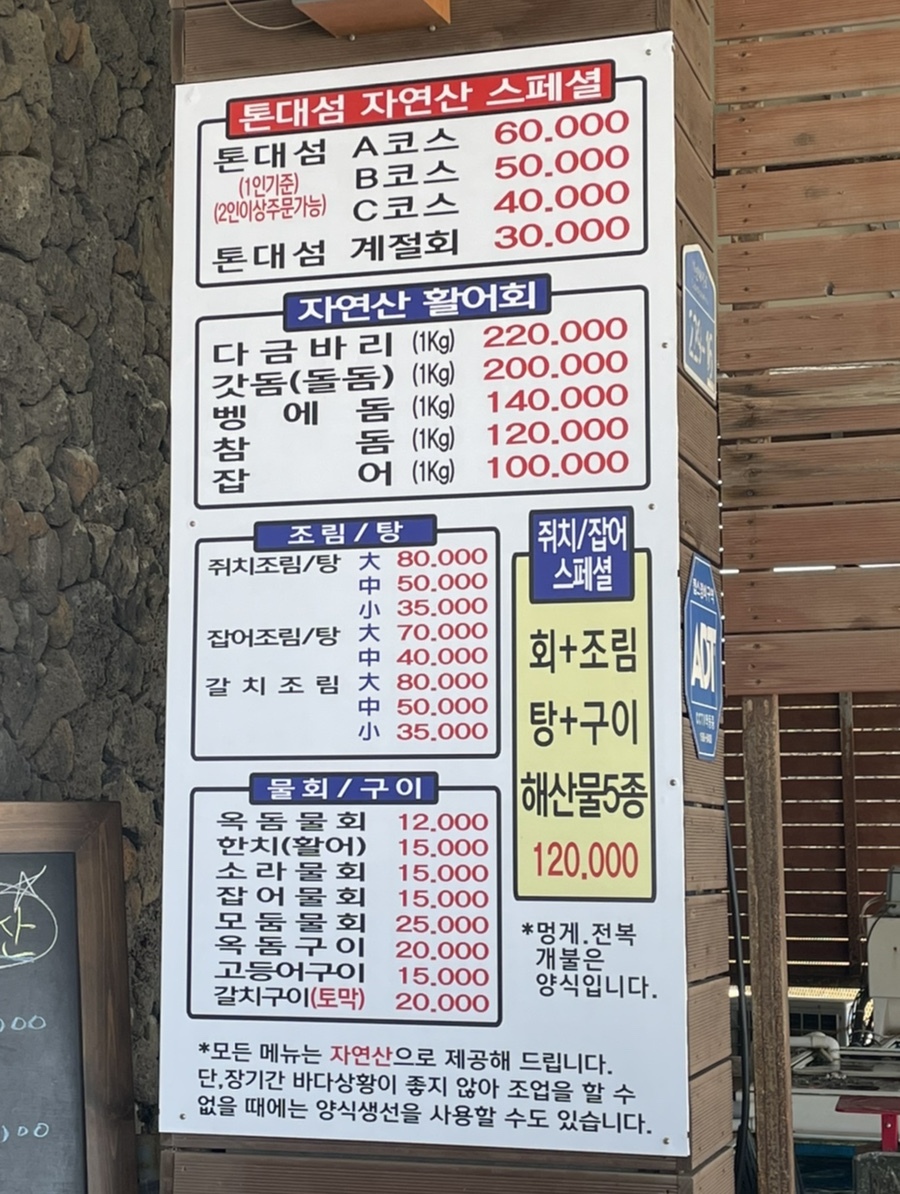 톤대섬 자연산 스페셜
톤대섬 A코스 60.000
(1인기준) B코스 50.000
(2인이상주문가능) C코스 40.000
톤대섬 계절회 30.000
자연산 활어회
다금바리 (1Kg) 220.000
갓돔(돌돔) (1Kg) 200.000
벵에돔 (1Kg) 140.000
참돔 (1Kg) 120.000
잡어 (1Kg) 100.000
조림/탕
쥐치조림/탕 大 80.000
中 50.000
小 35.000
잡어조림/탕 大 70.000
中 40.000
갈치조림 大 80.000
中 50.000
小 35.000
쥐치/잡어
스페셜
회+조림
탕+구이
해산물5종
120,000
물회/구이
옥돔물회 12.000
한치(활어) 15.000
소라물회 15.000
잡어물회 15.000
모둠물회 25.000
옥돔구이 20.000
고등어구이 15.000
갈치구이(토막) 20.000
*멍게.전복
개불은
양식입니다.
*모든 메뉴는 자연산으로 제공해 드립니다.
단,장기간 바다상황이 좋지 않아 조업을 할 수
없을 때에는 양식생선을 사용할 수도 있습니다.
ADT
산